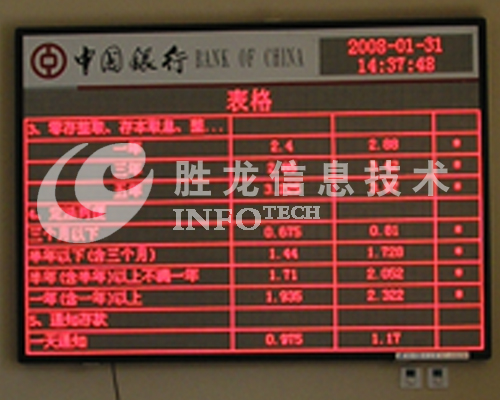 中国银行 BANK OF CHINA
2008-01-31
14:37:48
表格
3、零存整取、存本取息、整...
一年 2.4 2.88
三年
五年
胜龙信息技术
INFOTECH
三个月以下 0.675 0.81
半年以下(含三个月) 1.44 1.728
半年(含半年)以上不满一年 1.71 2.052
一年(含一年)以上 1.935 2.322
5、通知存款
一天通知 0.975 1.17